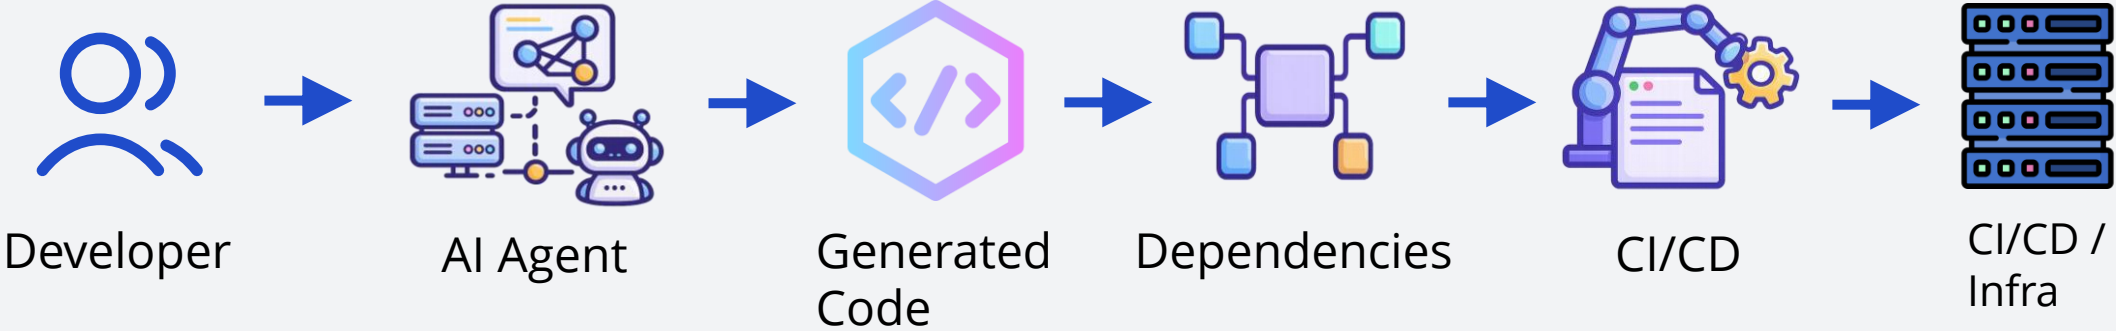 Developer
AI Agent
Generated
Code
Dependencies
CI/CD
CI/CD /
Infra